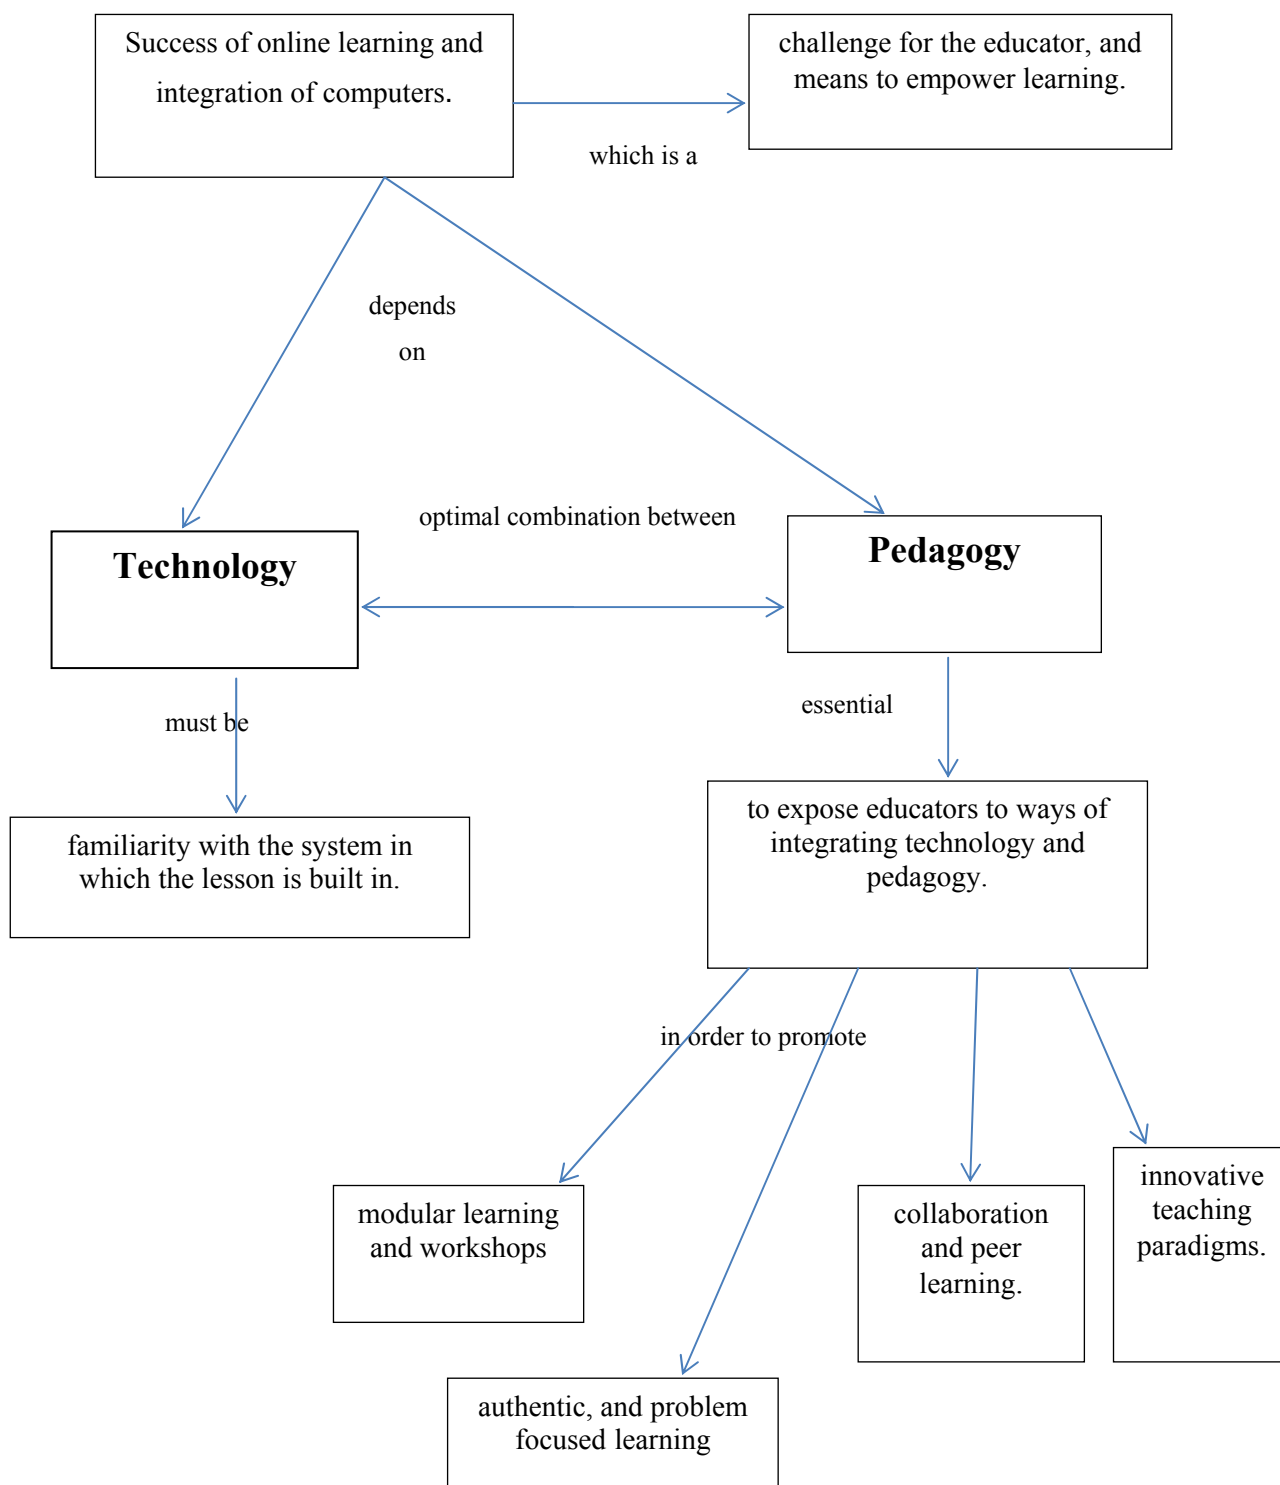 Success of online learning and
integration of computers.
challenge for the educator, and
means to empower learning.
which is a
depends
on
optimal combination between
Technology
Pedagogy
must be
essential
familiarity with the system in
which the lesson is built in.
to expose educators to ways of
integrating technology and
pedagogy.
in order to promote
modular learning
and workshops
collaboration
and peer
learning.
innovative
teaching
paradigms.
authentic, and problem
focused learning